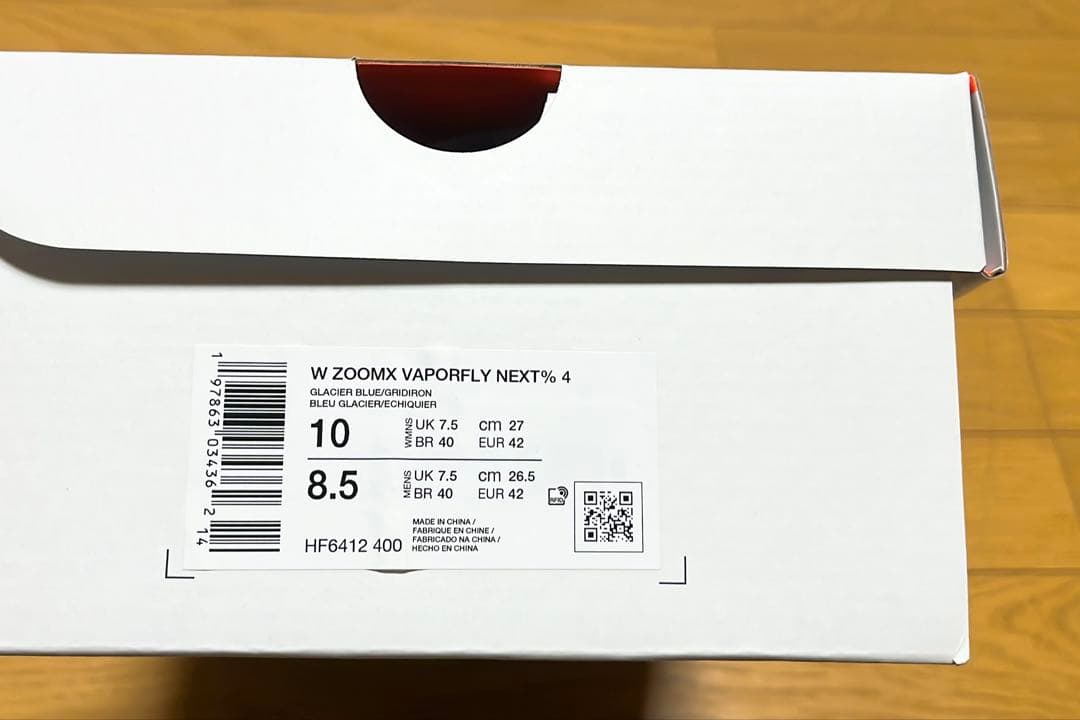 W ZOOMX VAPORFLY NEXT% 4
GLACIER BLUE/GRIDIRON
BLEU GLACIER/ECHIQUIER
10 WMNS UK 7.5 cm 27
BR 40 EUR 42
8.5 MENS UK 7.5 cm 26.5
BR 40 EUR 42
RFID
HF6412 400
MADE IN CHINA /
FABRIQUE EN CHINE /
FABRICADO NA CHINA /
HECHO EN CHINA
1 97863 03436 2 14